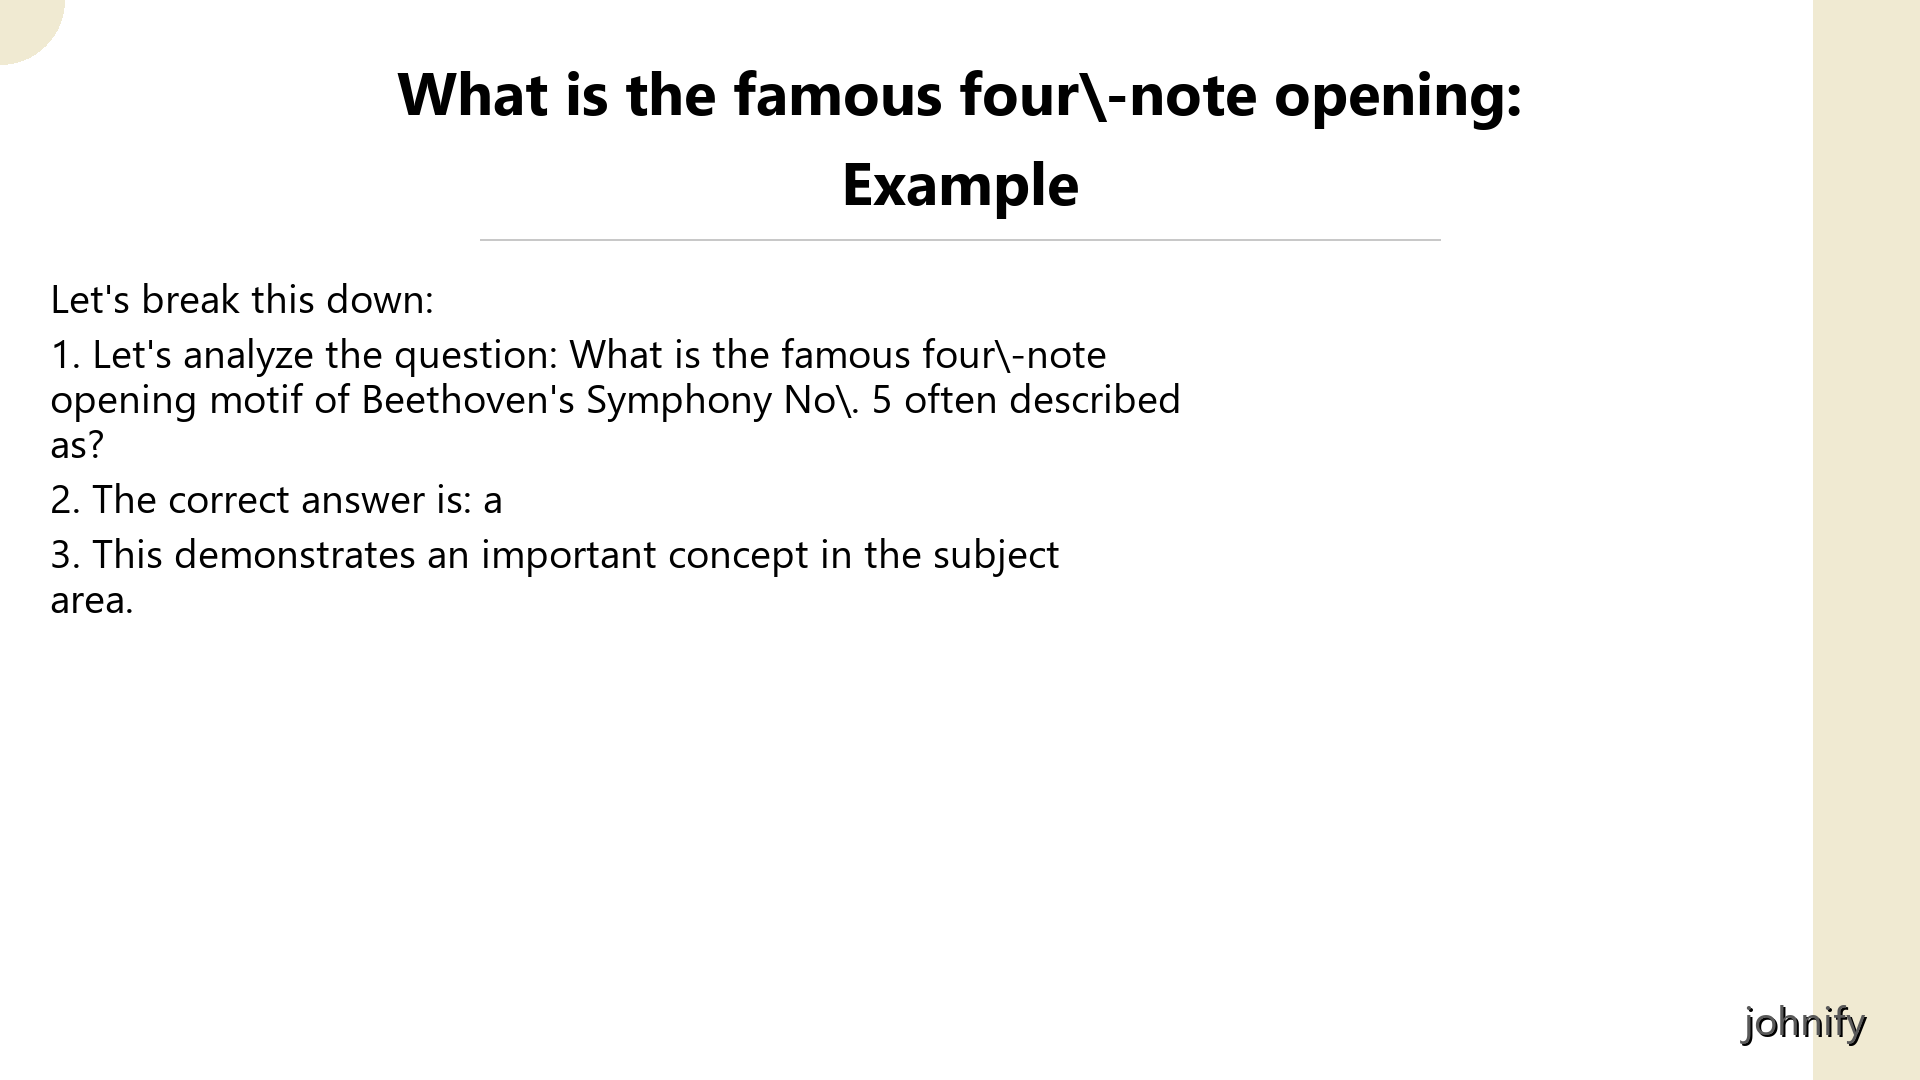 What is the famous four\-note opening:
Example
Let's break this down:
1. Let's analyze the question: What is the famous four\-note
opening motif of Beethoven's Symphony No\. 5 often described
as?
2. The correct answer is: a
3. This demonstrates an important concept in the subject
area.
johnify